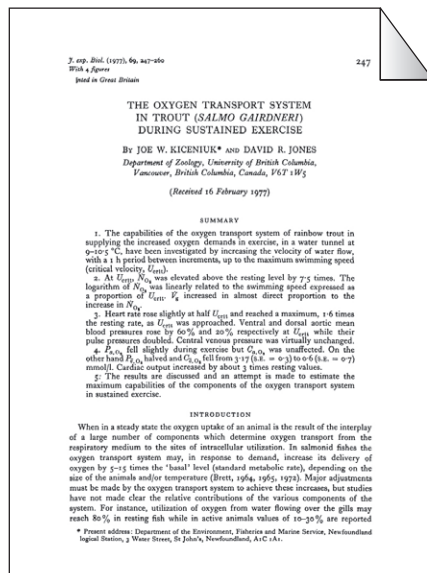 J. exp. Biol. (1977), 69, 247-260
With 4 figures
inted in Great Britain
247
THE OXYGEN TRANSPORT SYSTEM
IN TROUT (SALMO GAIRDNERI)
DURING SUSTAINED EXERCISE
BY JOE W. KICENIUK* AND DAVID R. JONES
Department of Zoology, University of British Columbia,
Vancouver, British Columbia, Canada, V6T 1W5
(Received 16 February 1977)
SUMMARY
1. The capabilities of the oxygen transport system of rainbow trout in
supplying the increased oxygen demands in exercise, in a water tunnel at
9-10·5 °C, have been investigated by increasing the velocity of water flow,
with a 1 h period between increments, up to the maximum swimming speed
(critical velocity, Ucrit).
2. At Ucrit, ṄO₂ was elevated above the resting level by 7·5 times. The
logarithm of ṄO₂ was linearly related to the swimming speed expressed as
a proportion of Ucrit. V̇g increased in almost direct proportion to the
increase in ṄO₂.
3. Heart rate rose slightly at half Ucrit and reached a maximum, 1·6 times
the resting rate, as Ucrit was approached. Ventral and dorsal aortic mean
blood pressures rose by 60% and 20% respectively at Ucrit while their
pulse pressures doubled. Central venous pressure was virtually unchanged.
4. Pa,O₂ fell slightly during exercise but Ca,O₂ was unaffected. On the
other hand Pv̄,O₂ halved and Cv̄,O₂ fell from 3·17 (S.E. = 0·3) to 0·6 (S.E. = 0·7)
mmol/l. Cardiac output increased by about 3 times resting values.
5. The results are discussed and an attempt is made to estimate the
maximum capabilities of the components of the oxygen transport system
in sustained exercise.
INTRODUCTION
When in a steady state the oxygen uptake of an animal is the result of the interplay
of a large number of components which determine oxygen transport from the
respiratory medium to the sites of intracellular utilization. In salmonid fishes the
oxygen transport system may, in response to demand, increase its delivery of
oxygen by 5-15 times the 'basal' level (standard metabolic rate), depending on the
size of the animals and/or temperature (Brett, 1964, 1965, 1972). Major adjustments
must be made by the oxygen transport system to achieve these increases, but studies
have not made clear the relative contributions of the various components of the
system. For instance, utilization of oxygen from water flowing over the gills may
reach 80% in resting fish while in active animals values of 10-30% are reported
* Present address: Department of the Environment, Fisheries and Marine Service, Newfoundland
logical Station, 3 Water Street, St John's, Newfoundland, A1C 1A1.